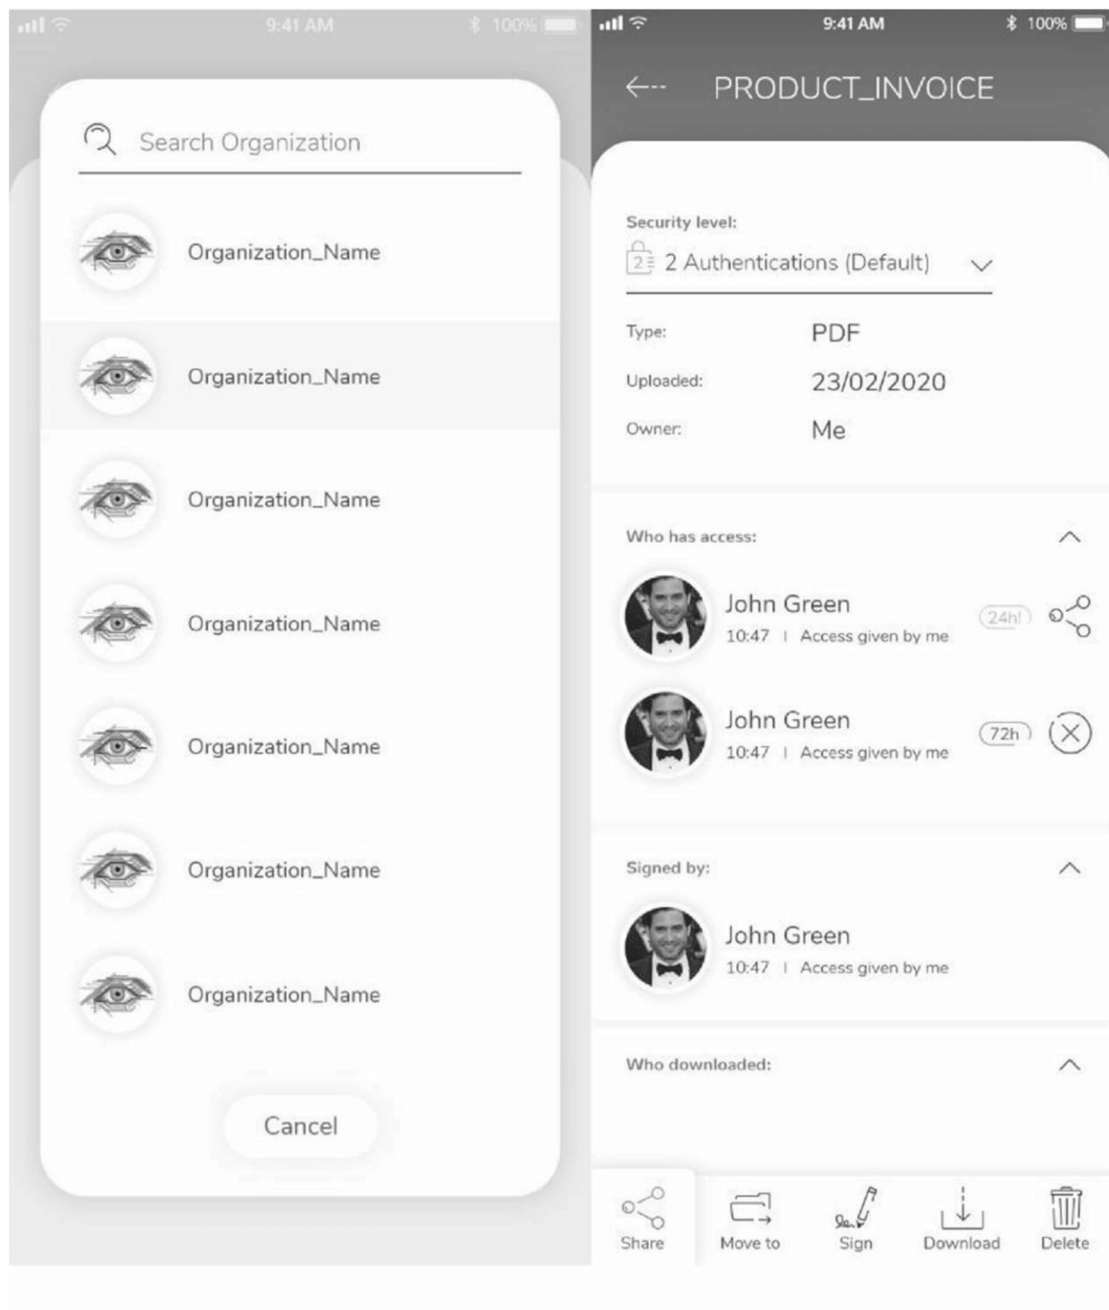 9:41 AM
100%
Search Organization
Organization_Name
Organization_Name
Organization_Name
Organization_Name
Organization_Name
Organization_Name
Organization_Name
Cancel
9:41 AM
100%
PRODUCT_INVOICE
Security level:
2 2 Authentications (Default)
Type: PDF
Uploaded: 23/02/2020
Owner: Me
Who has access:
John Green
10:47 | Access given by me
24h!
John Green
10:47 | Access given by me
72h
Signed by:
John Green
10:47 | Access given by me
Who downloaded:
Share Move to Sign Download Delete